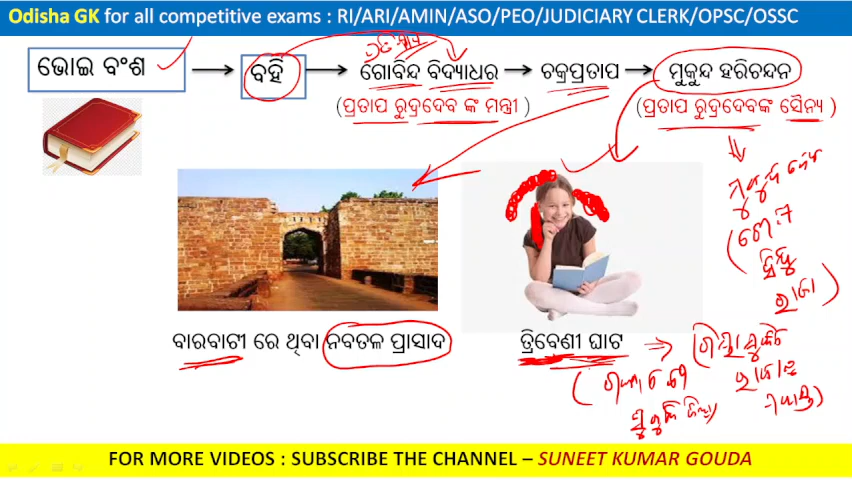 Odisha GK for all competitive exams : RI/ARI/AMIN/ASO/PEO/JUDICIARY CLERK/OPSC/OSSC
ଭୋଇ ବଂଶ
ବହି
ଗୋବିନ୍ଦ ବିଦ୍ୟାଧର
ଚକ୍ରପ୍ରତାପ
ମୁକୁନ୍ଦ ହରିଚନ୍ଦନ
(ପ୍ରତାପ ରୁଦ୍ରଦେବ ଙ୍କ ମନ୍ତ୍ରୀ)
(ପ୍ରତାପ ରୁଦ୍ରଦେବଙ୍କ ସୈନ୍ୟ)
ମୁକୁନ୍ଦ ଦେବ
ହିନ୍ଦୁ
ରାଜା)
ବାରବାଟୀ ରେ ଥିବା ନବତଳ ପ୍ରାସାଦ
ତ୍ରିବେଣୀ ଘାଟ
FOR MORE VIDEOS : SUBSCRIBE THE CHANNEL – SUNEET KUMAR GOUDA